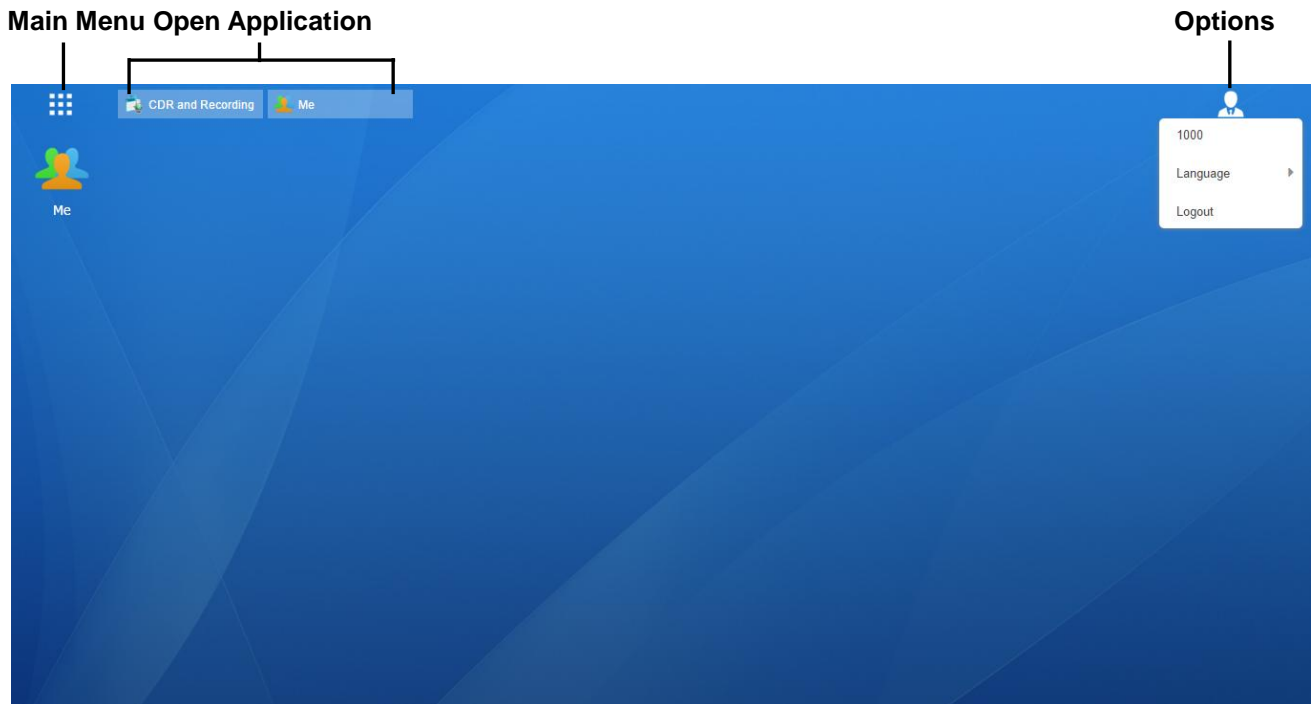 Main Menu Open Application
Options
CDR and Recording
Me
1000
Language
Me
Logout